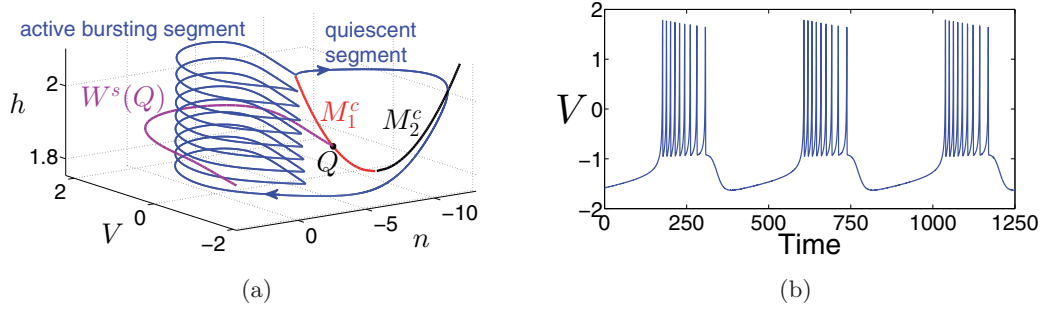 active bursting segment
quiescent
segment
2
1.8
h
W^s(Q)
M_1^c
M_2^c
Q
2
0
−2
V
0
−5
−10
n
(a)
2
1
0
−1
−2
V
0
250
500
750
1000
1250
Time
(b)